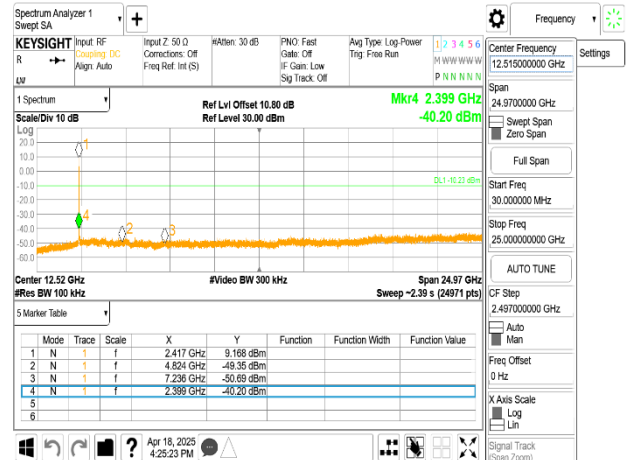 Spectrum Analyzer 1
Swept SA
Frequency
KEYSIGHT
R
Input: RF
Coupling: DC
Align: Auto
Input Z: 50 Ω
Corrections: Off
Freq Ref: Int (S)
#Atten: 30 dB
PNO: Fast
Gate: Off
IF Gain: Low
Sig Track: Off
Avg Type: Log-Power
Trig: Free Run
1 2 3 4 5 6
M W W W W W
P N N N N N
1 Spectrum
Scale/Div 10 dB
Ref Lvl Offset 10.80 dB
Ref Level 30.00 dBm
Mkr4 2.399 GHz
-40.20 dBm
Log
20.0
10.0
0.00
-10.0
-20.0
-30.0
-40.0
-50.0
-60.0
1
2
3
4
DL1 -10.23 dBm
Center 12.52 GHz
#Res BW 100 kHz
#Video BW 300 kHz
Span 24.97 GHz
Sweep ~2.39 s (24971 pts)
5 Marker Table
Mode Trace Scale X Y Function Function Width Function Value
1 N 1 f 2.417 GHz 9.168 dBm
2 N 1 f 4.824 GHz -49.35 dBm
3 N 1 f 7.236 GHz -50.69 dBm
4 N 1 f 2.399 GHz -40.20 dBm
5
6
?
Apr 18, 2025
4:25:23 PM
Center Frequency
12.515000000 GHz
Settings
Span
24.9700000 GHz
Swept Span
Zero Span
Full Span
Start Freq
30.000000 MHz
Stop Freq
25.000000000 GHz
AUTO TUNE
CF Step
2.497000000 GHz
Auto
Man
Freq Offset
0 Hz
X Axis Scale
Log
Lin
Signal Track
(Span Zoom)